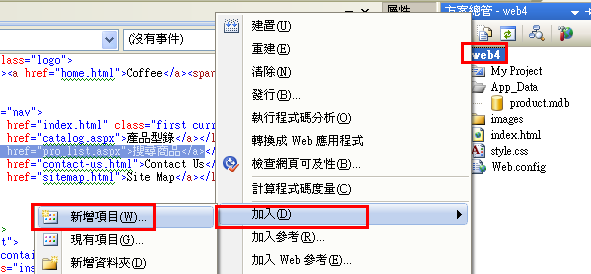 屬性
方案總管 - web4
(沒有事件)
class="logo">
><a href="home.html">Coffee</a><span
="nav">
href="index.html" class="first curr
href="catalog.aspx">產品型錄</a></l
href="pro_list.aspx">搜尋商品</a></
href="contact-us.html">Contact Us</
href="sitemap.html">Site Map</a></l
t">
contai
s="ins
建置(U)
重建(E)
清除(N)
發行(B)...
執行程式碼分析(O)
轉換成 Web 應用程式
檢查網頁可及性(B)...
計算程式碼度量(C)
加入(D)
加入參考(R)...
加入 Web 參考(E)...
新增項目(W)...
現有項目(G)...
新增資料夾(D)
web4
My Project
App_Data
product.mdb
images
index.html
style.css
Web.config